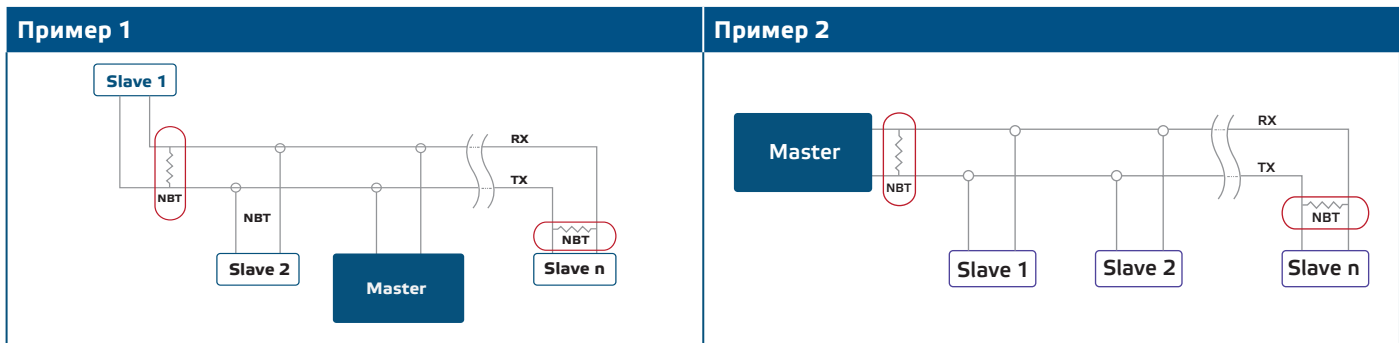 Пример 1
Slave 1
RX
TX
NBT
NBT
NBT
Slave 2
Master
Slave n
Пример 2
Master
RX
TX
NBT
NBT
Slave 1
Slave 2
Slave n